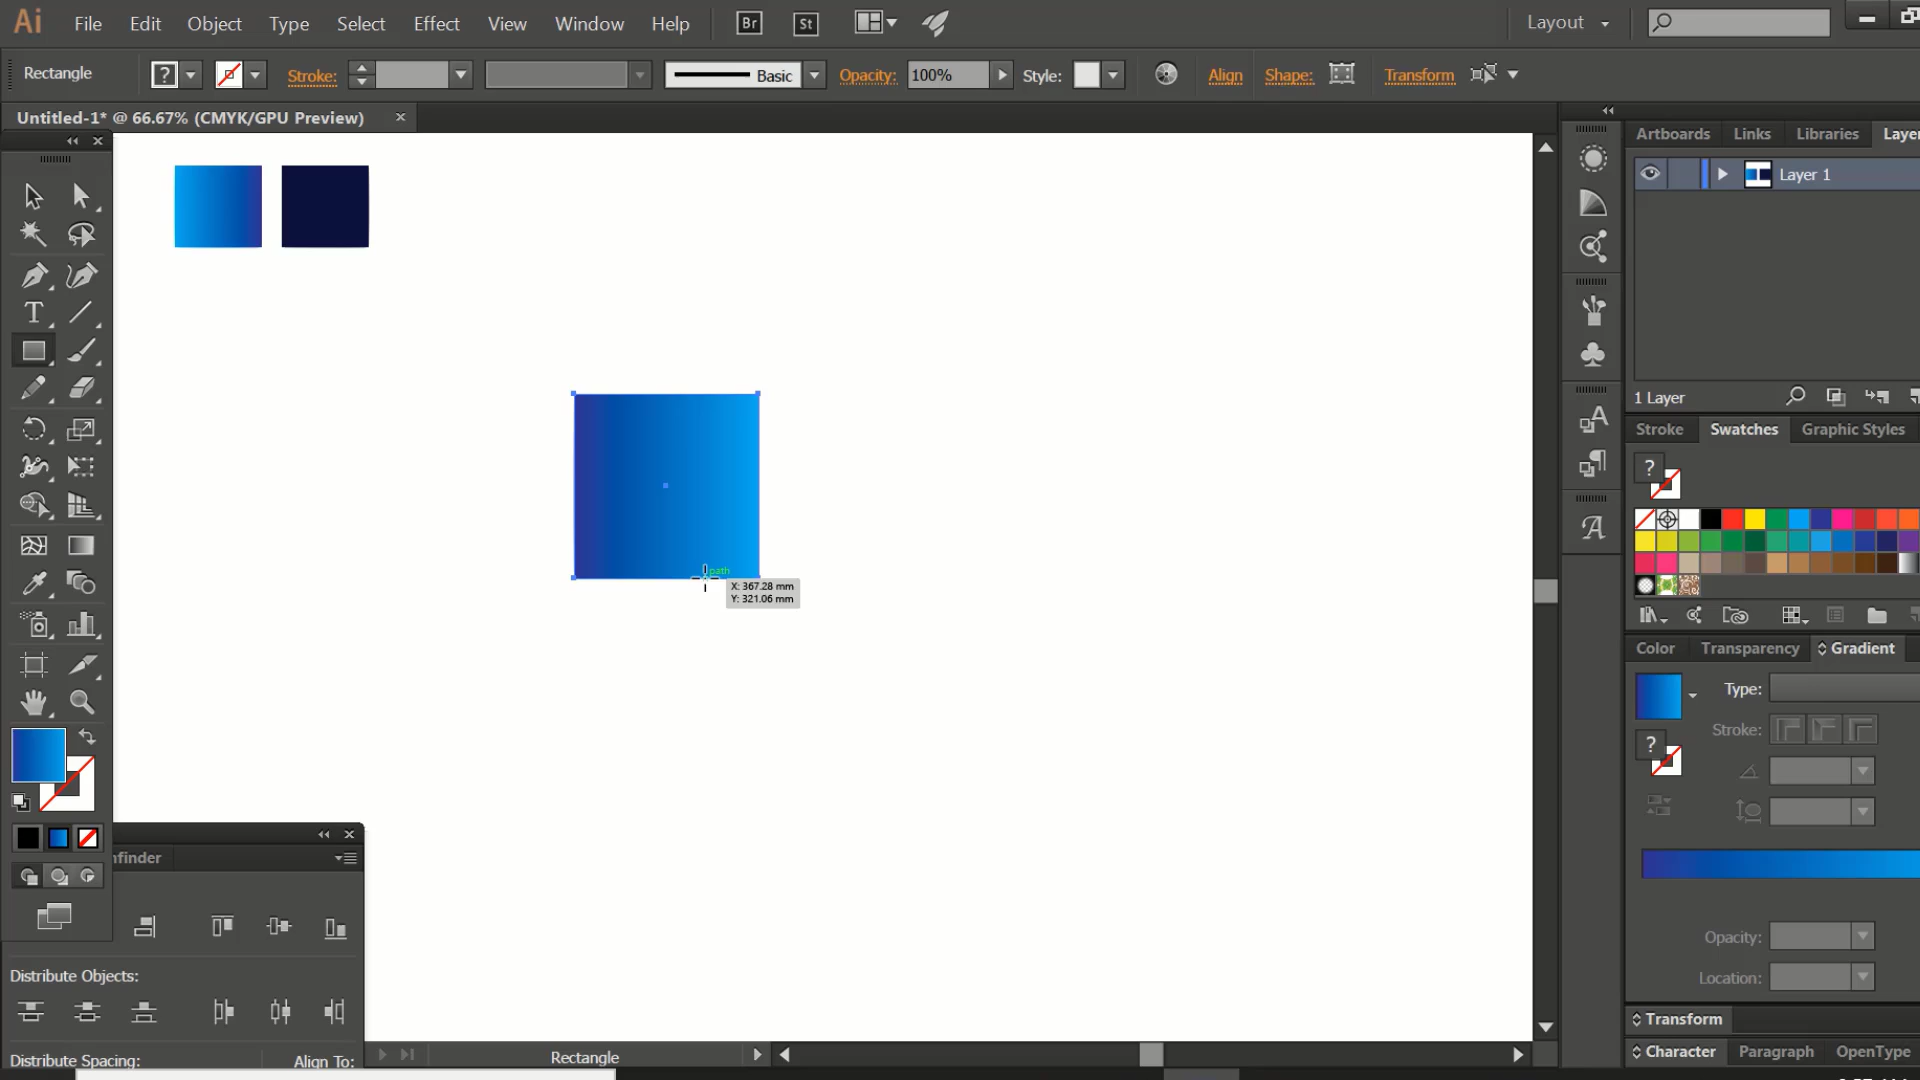 Ai File Edit Object Type Select Effect View Window Help Br St Layout
Rectangle ? Stroke: Basic Opacity: 100% Style: Align Shape: Transform
Untitled-1* @ 66.67% (CMYK/GPU Preview)
Artboards Links Libraries Layer
Layer 1
1 Layer
Stroke Swatches Graphic Styles
?
Color Transparency Gradient
Type:
Stroke:
?
Opacity:
Location:
Transform
Character Paragraph OpenType
path
X: 367.28 mm
Y: 321.06 mm
nfinder
Distribute Objects:
Distribute Spacing: Align To:
Rectangle